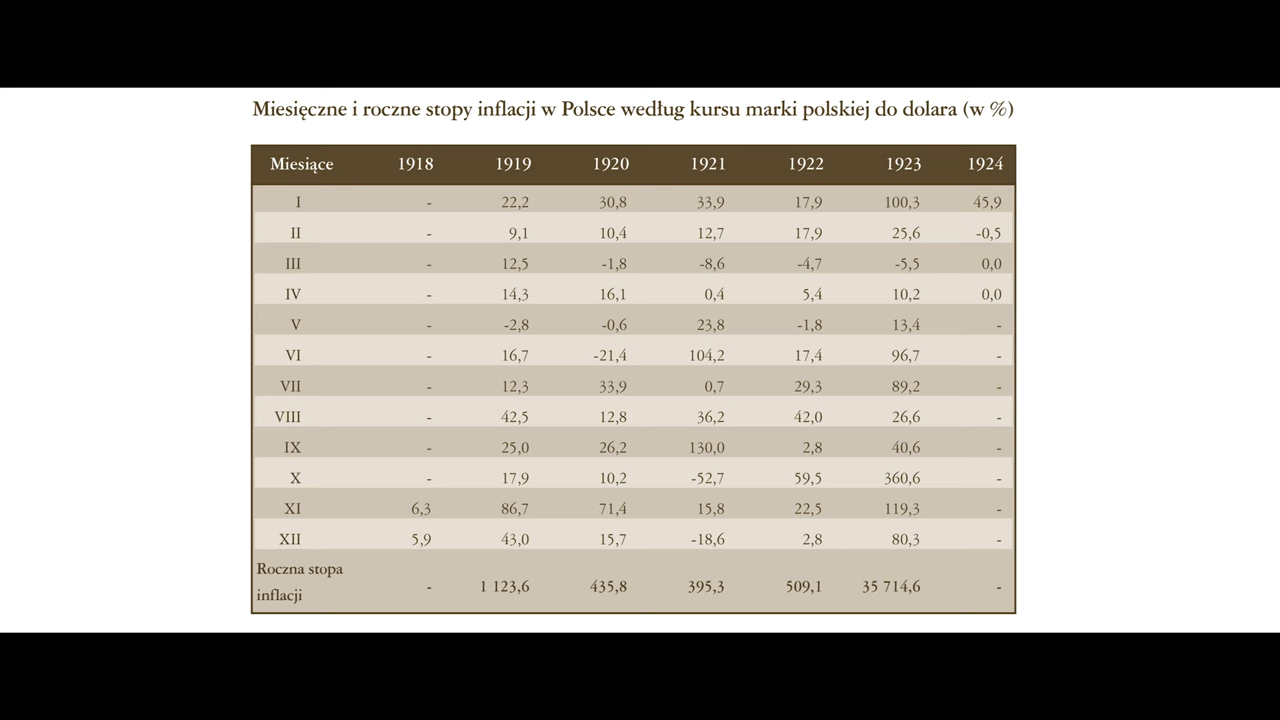 Miesięczne i roczne stopy inflacji w Polsce według kursu marki polskiej do dolara (w %)
Miesiące 1918 1919 1920 1921 1922 1923 1924
I - 22,2 30,8 33,9 17,9 100,3 45,9
II - 9,1 10,4 12,7 17,9 25,6 -0,5
III - 12,5 -1,8 -8,6 -4,7 -5,5 0,0
IV - 14,3 16,1 0,4 5,4 10,2 0,0
V - -2,8 -0,6 23,8 -1,8 13,4 -
VI - 16,7 -21,4 104,2 17,4 96,7 -
VII - 12,3 33,9 0,7 29,3 89,2 -
VIII - 42,5 12,8 36,2 42,0 26,6 -
IX - 25,0 26,2 130,0 2,8 40,6 -
X - 17,9 10,2 -52,7 59,5 360,6 -
XI 6,3 86,7 71,4 15,8 22,5 119,3 -
XII 5,9 43,0 15,7 -18,6 2,8 80,3 -
Roczna stopa
inflacji - 1 123,6 435,8 395,3 509,1 35 714,6 -